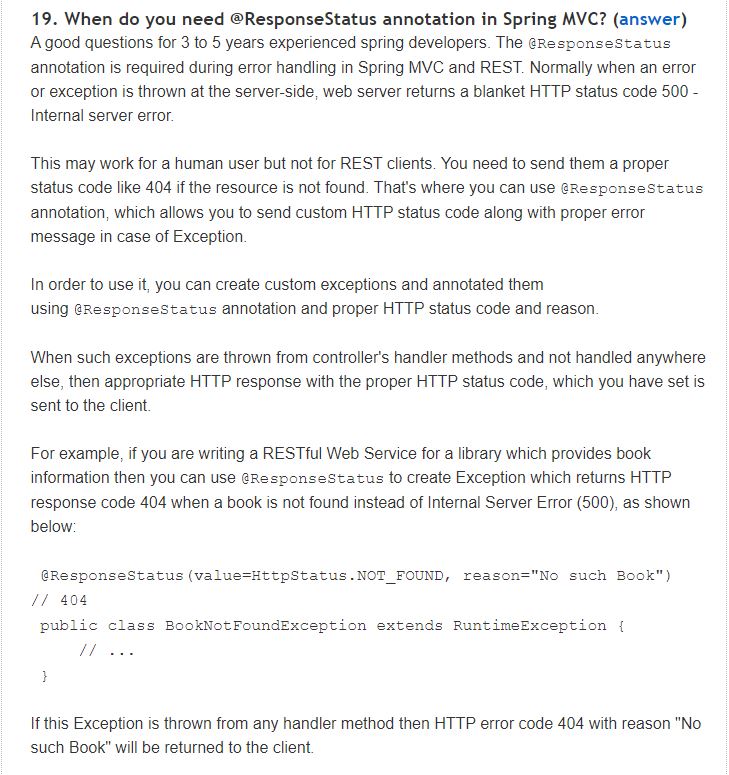 19. When do you need @ResponseStatus annotation in Spring MVC? (answer)
A good questions for 3 to 5 years experienced spring developers. The @ResponseStatus
annotation is required during error handling in Spring MVC and REST. Normally when an error
or exception is thrown at the server-side, web server returns a blanket HTTP status code 500 -
Internal server error.
This may work for a human user but not for REST clients. You need to send them a proper
status code like 404 if the resource is not found. That's where you can use @ResponseStatus
annotation, which allows you to send custom HTTP status code along with proper error
message in case of Exception.
In order to use it, you can create custom exceptions and annotated them
using @ResponseStatus annotation and proper HTTP status code and reason.
When such exceptions are thrown from controller's handler methods and not handled anywhere
else, then appropriate HTTP response with the proper HTTP status code, which you have set is
sent to the client.
For example, if you are writing a RESTful Web Service for a library which provides book
information then you can use @ResponseStatus to create Exception which returns HTTP
response code 404 when a book is not found instead of Internal Server Error (500), as shown
below:
@ResponseStatus(value=HttpStatus.NOT_FOUND, reason="No such Book")
// 404
public class BookNotFoundException extends RuntimeException {
// ...
}
If this Exception is thrown from any handler method then HTTP error code 404 with reason "No
such Book" will be returned to the client.